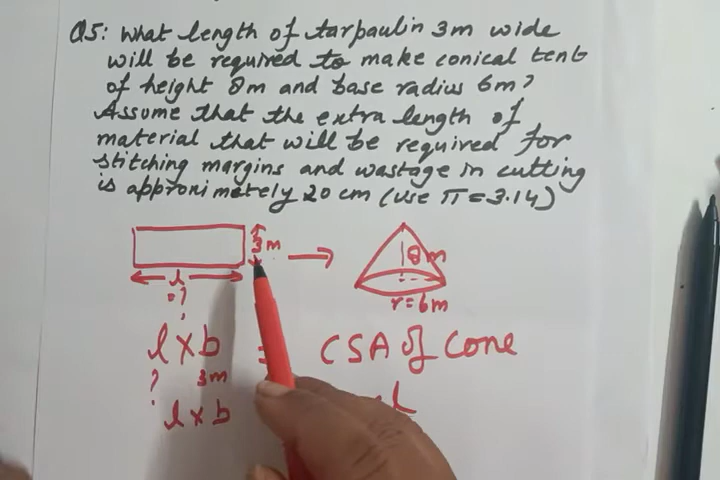 Q5: What length of tarpaulin 3m wide
will be required to make conical tent
of height 8m and base radius 6m?
Assume that the extra length of
material that will be required for
stitching margins and wastage in cutting
is approximately 20 cm (use π = 3.14)
3m
8m
l
=?
r=6m
l×b = CSA of Cone
? 3m
l×b l